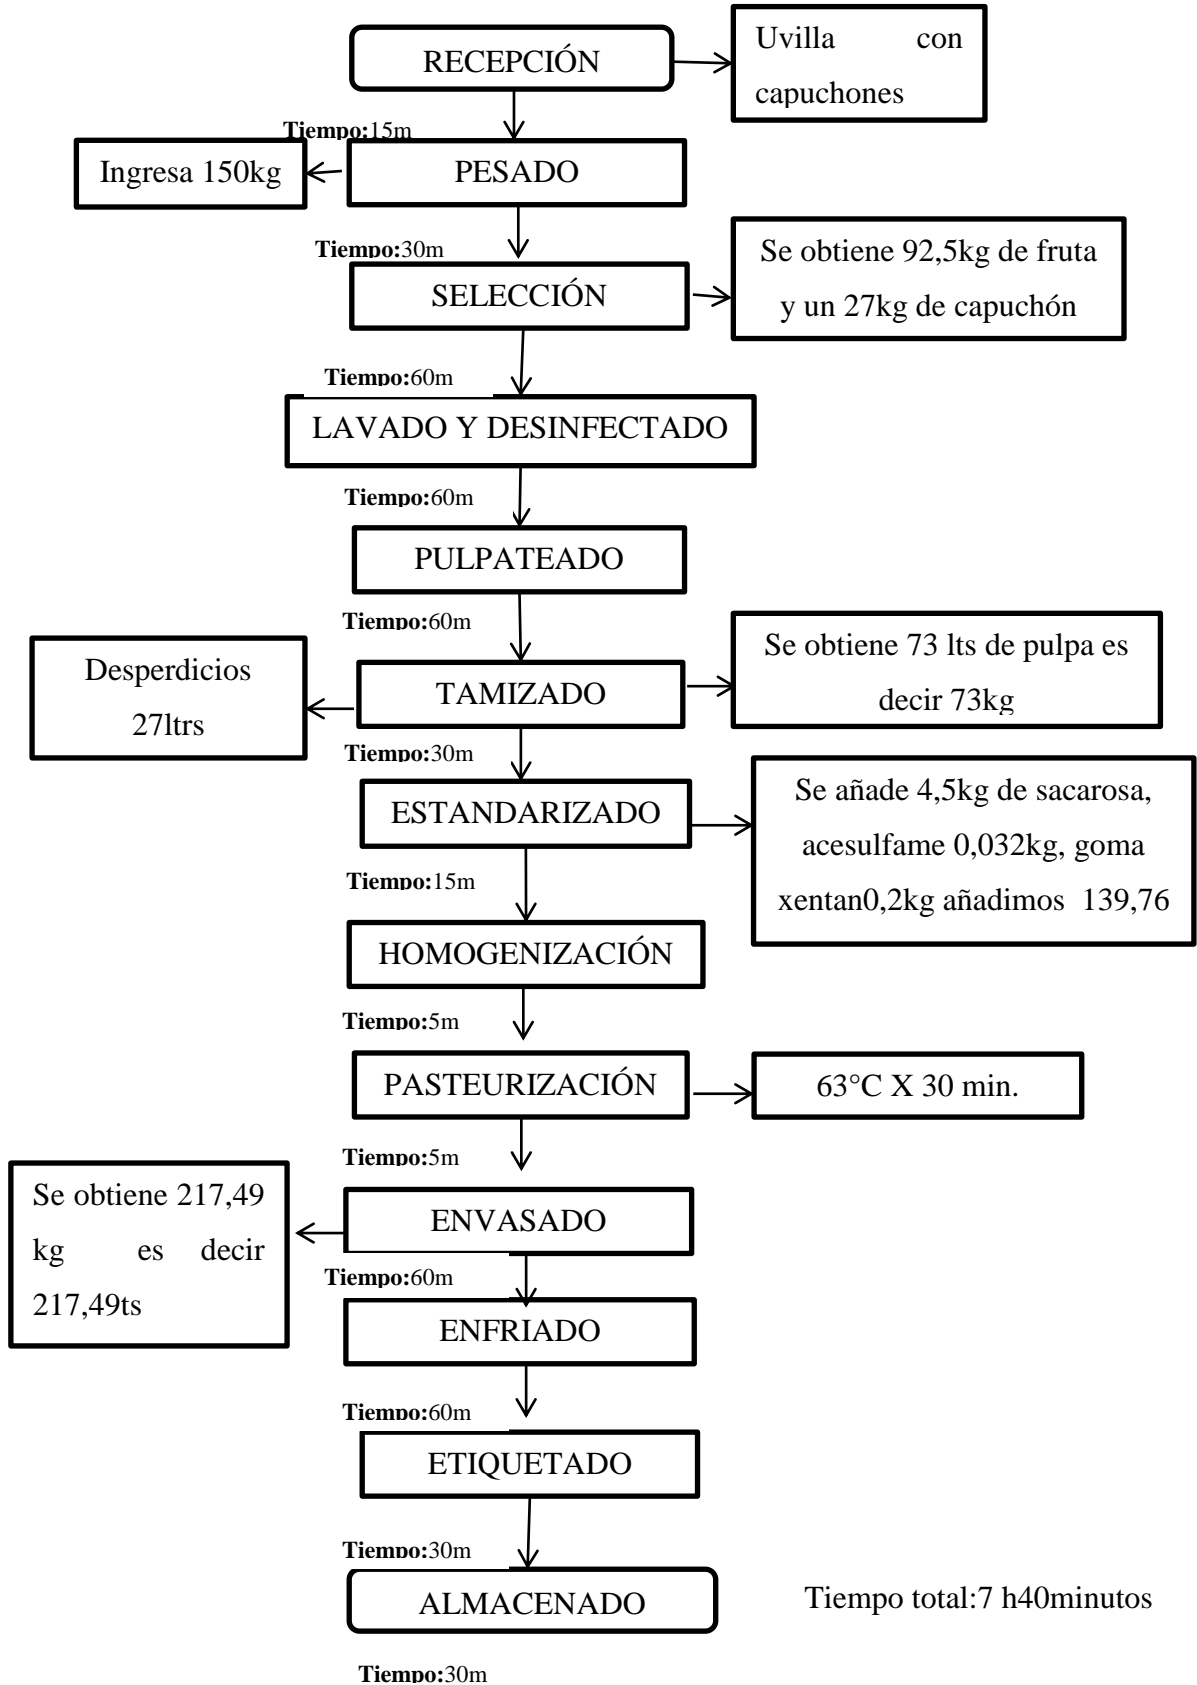 RECEPCIÓN
Uvilla con
capuchones
Tiempo:15m
Ingresa 150kg
PESADO
Tiempo:30m
SELECCIÓN
Se obtiene 92,5kg de fruta
y un 27kg de capuchón
Tiempo:60m
LAVADO Y DESINFECTADO
Tiempo:60m
PULPATEADO
Tiempo:60m
Desperdicios
27ltrs
TAMIZADO
Se obtiene 73 lts de pulpa es
decir 73kg
Tiempo:30m
ESTANDARIZADO
Se añade 4,5kg de sacarosa,
acesulfame 0,032kg, goma
xentan0,2kg añadimos 139,76
Tiempo:15m
HOMOGENIZACIÓN
Tiempo:5m
PASTEURIZACIÓN
63°C X 30 min.
Tiempo:5m
Se obtiene 217,49
kg es decir
217,49ts
ENVASADO
Tiempo:60m
ENFRIADO
Tiempo:60m
ETIQUETADO
Tiempo:30m
ALMACENADO
Tiempo total:7 h40minutos
Tiempo:30m